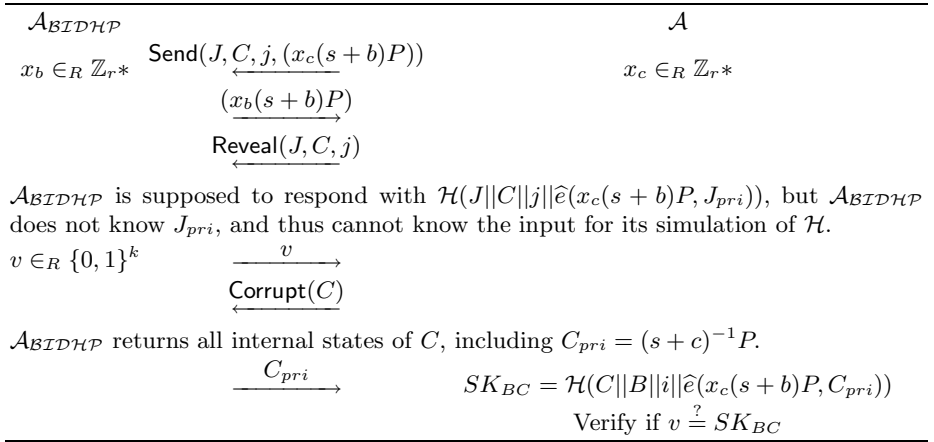 𝒜_{ℬℐ𝒟ℋ𝒫} 𝒜
x_b ∈_R ℤ_r* Send(J, C, j, (x_c(s + b)P)) x_c ∈_R ℤ_r*
(x_b(s + b)P)
Reveal(J, C, j)
𝒜_{ℬℐ𝒟ℋ𝒫} is supposed to respond with ℋ(J||C||j||ê(x_c(s + b)P, J_{pri})), but 𝒜_{ℬℐ𝒟ℋ𝒫}
does not know J_{pri}, and thus cannot know the input for its simulation of ℋ.
v ∈_R {0, 1}^k v
Corrupt(C)
𝒜_{ℬℐ𝒟ℋ𝒫} returns all internal states of C, including C_{pri} = (s + c)^{-1}P.
C_{pri} SK_{BC} = ℋ(C||B||i||ê(x_c(s + b)P, C_{pri}))
Verify if v ≟ SK_{BC}